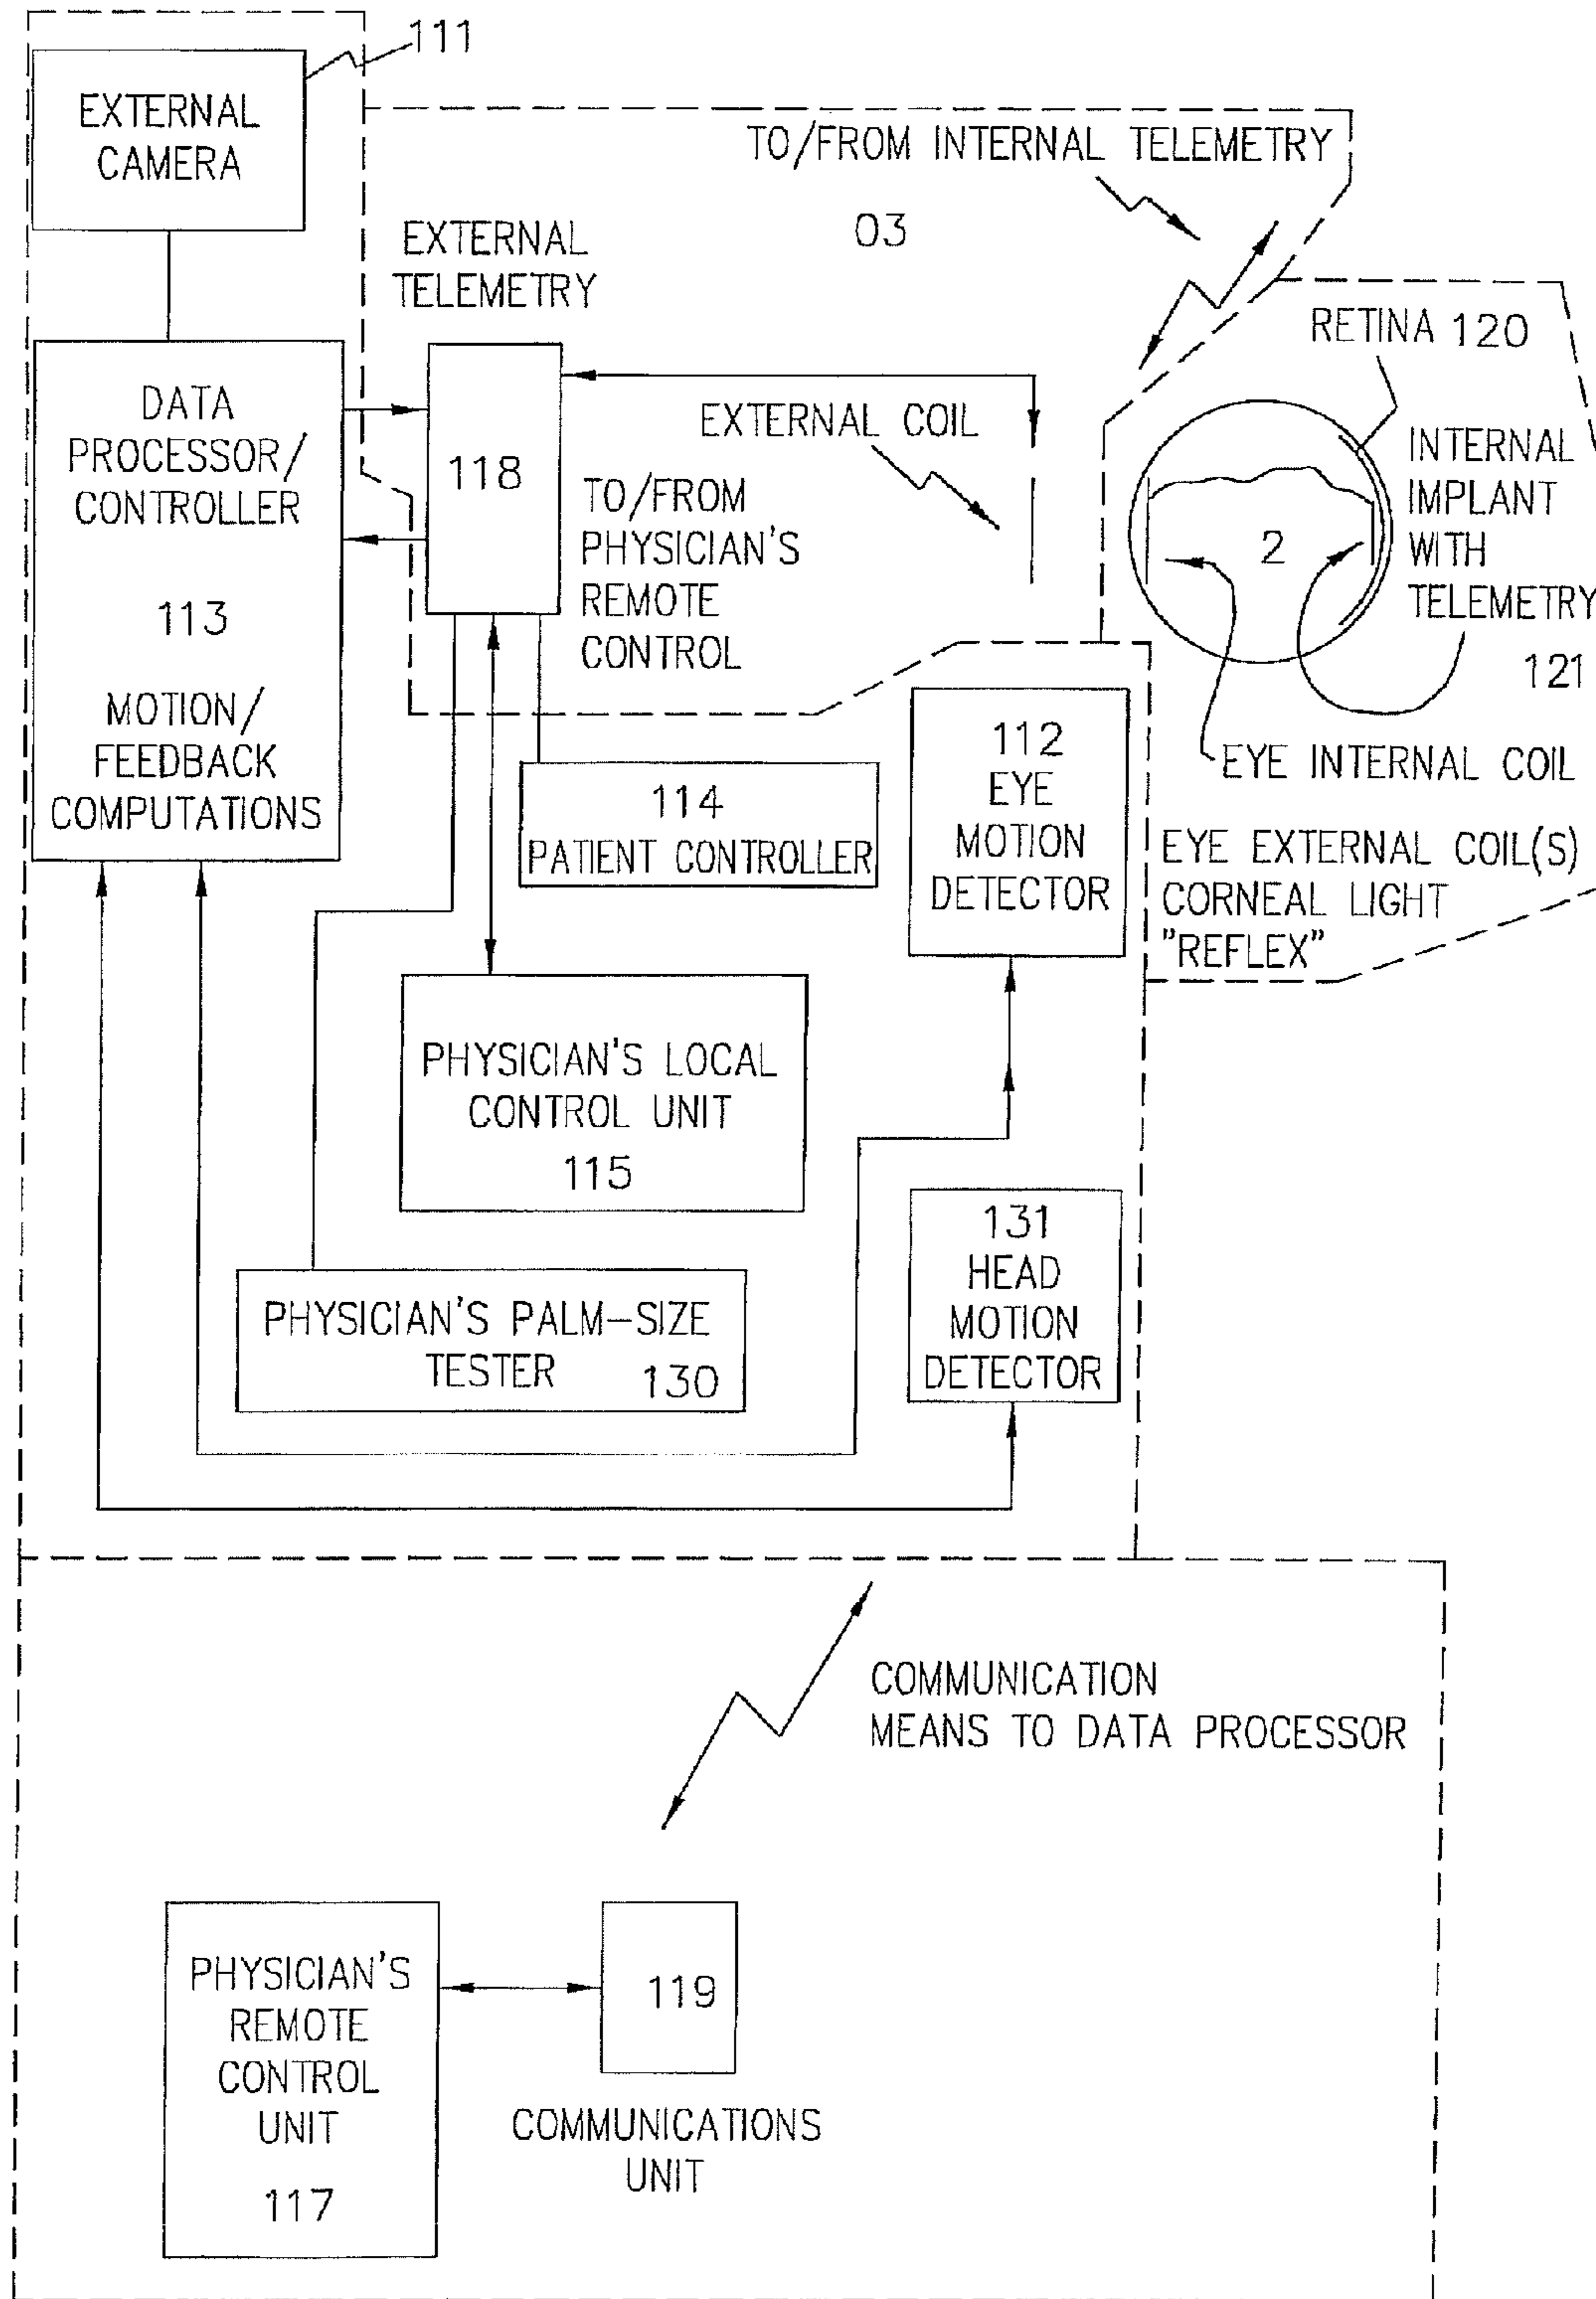 111
EXTERNAL
CAMERA
TO/FROM INTERNAL TELEMETRY
03
EXTERNAL
TELEMETRY
RETINA 120
DATA
PROCESSOR/
CONTROLLER
113
MOTION/
FEEDBACK
COMPUTATIONS
118
EXTERNAL COIL
TO/FROM
PHYSICIAN'S
REMOTE
CONTROL
2
INTERNAL
IMPLANT
WITH
TELEMETRY
121
EYE INTERNAL COIL
112
EYE
MOTION
DETECTOR
114
PATIENT CONTROLLER
EYE EXTERNAL COIL(S)
CORNEAL LIGHT
"REFLEX"
PHYSICIAN'S LOCAL
CONTROL UNIT
115
131
HEAD
MOTION
DETECTOR
PHYSICIAN'S PALM-SIZE
TESTER 130
COMMUNICATION
MEANS TO DATA PROCESSOR
PHYSICIAN'S
REMOTE
CONTROL
UNIT
117
119
COMMUNICATIONS
UNIT